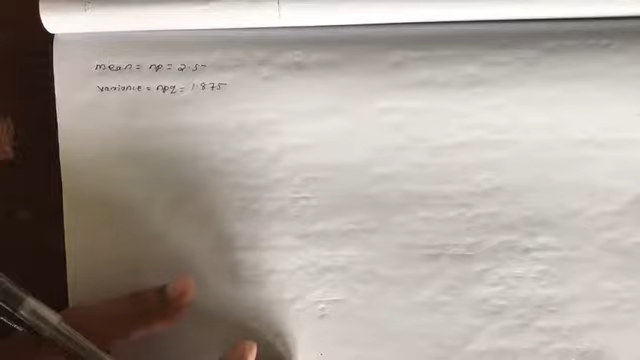 mean = np = 2.5
variance = npq = 1.875